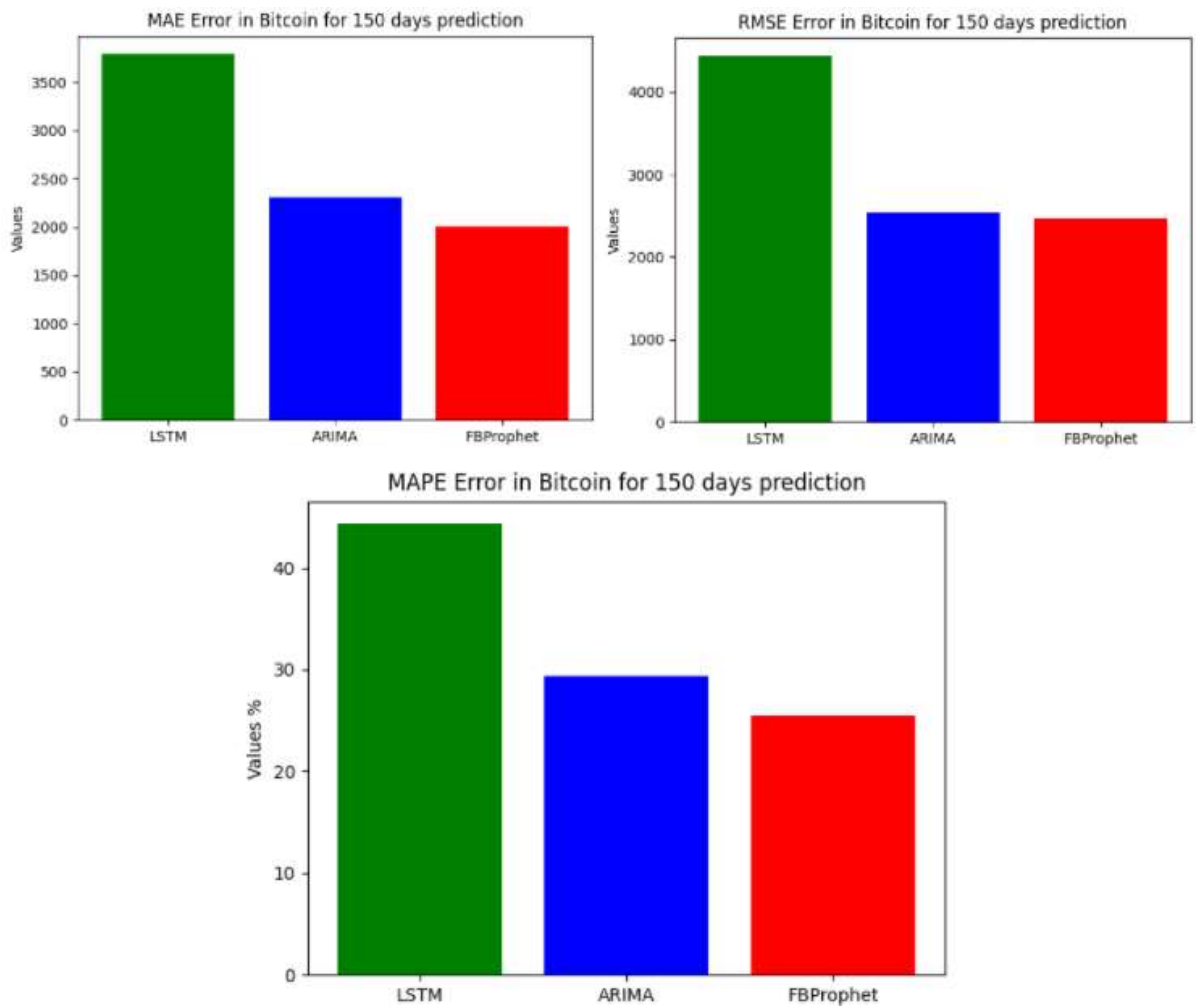 MAE Error in Bitcoin for 150 days prediction
Values
3500
3000
2500
2000
1500
1000
500
0
LSTM ARIMA FBProphet
RMSE Error in Bitcoin for 150 days prediction
Values
4000
3000
2000
1000
0
LSTM ARIMA FBProphet
MAPE Error in Bitcoin for 150 days prediction
Values %
40
30
20
10
0
LSTM ARIMA FBProphet